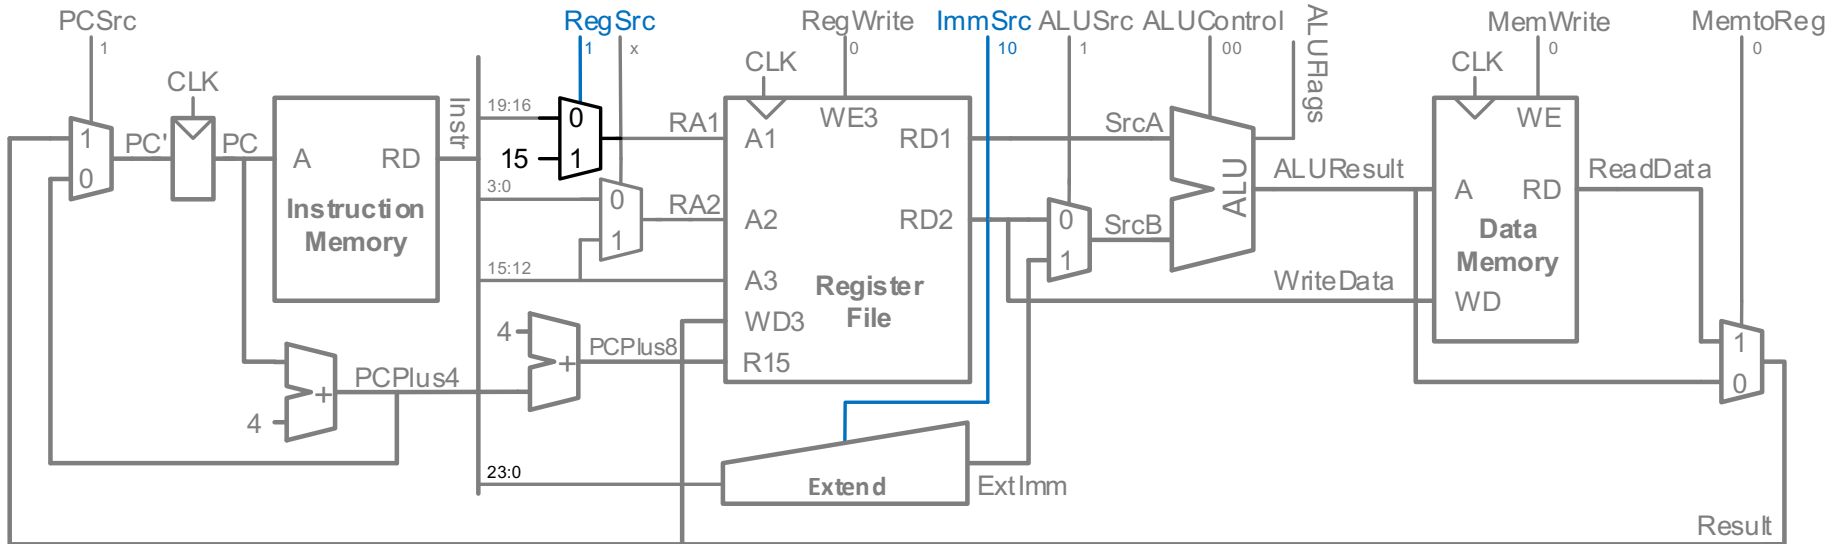 PCSrc
RegSrc
RegWrite
ImmSrc
ALUSrc
ALUControl
ALUFlags
MemWrite
MemtoReg
1
1
x
0
10
1
00
0
0
CLK
CLK
CLK
Instr
19:16
0
15
1
RA1
A1
WE3
RD1
SrcA
WE
1
0
PC'
PC
A
RD
Instruction
Memory
3:0
0
1
RA2
A2
RD2
0
1
SrcB
ALU
ALUResult
A
RD
ReadData
Data
Memory
15:12
A3
Register
File
WriteData
WD
WD3
4
+
PCPlus8
R15
1
0
+
PCPlus4
4
23:0
Extend
ExtImm
Result